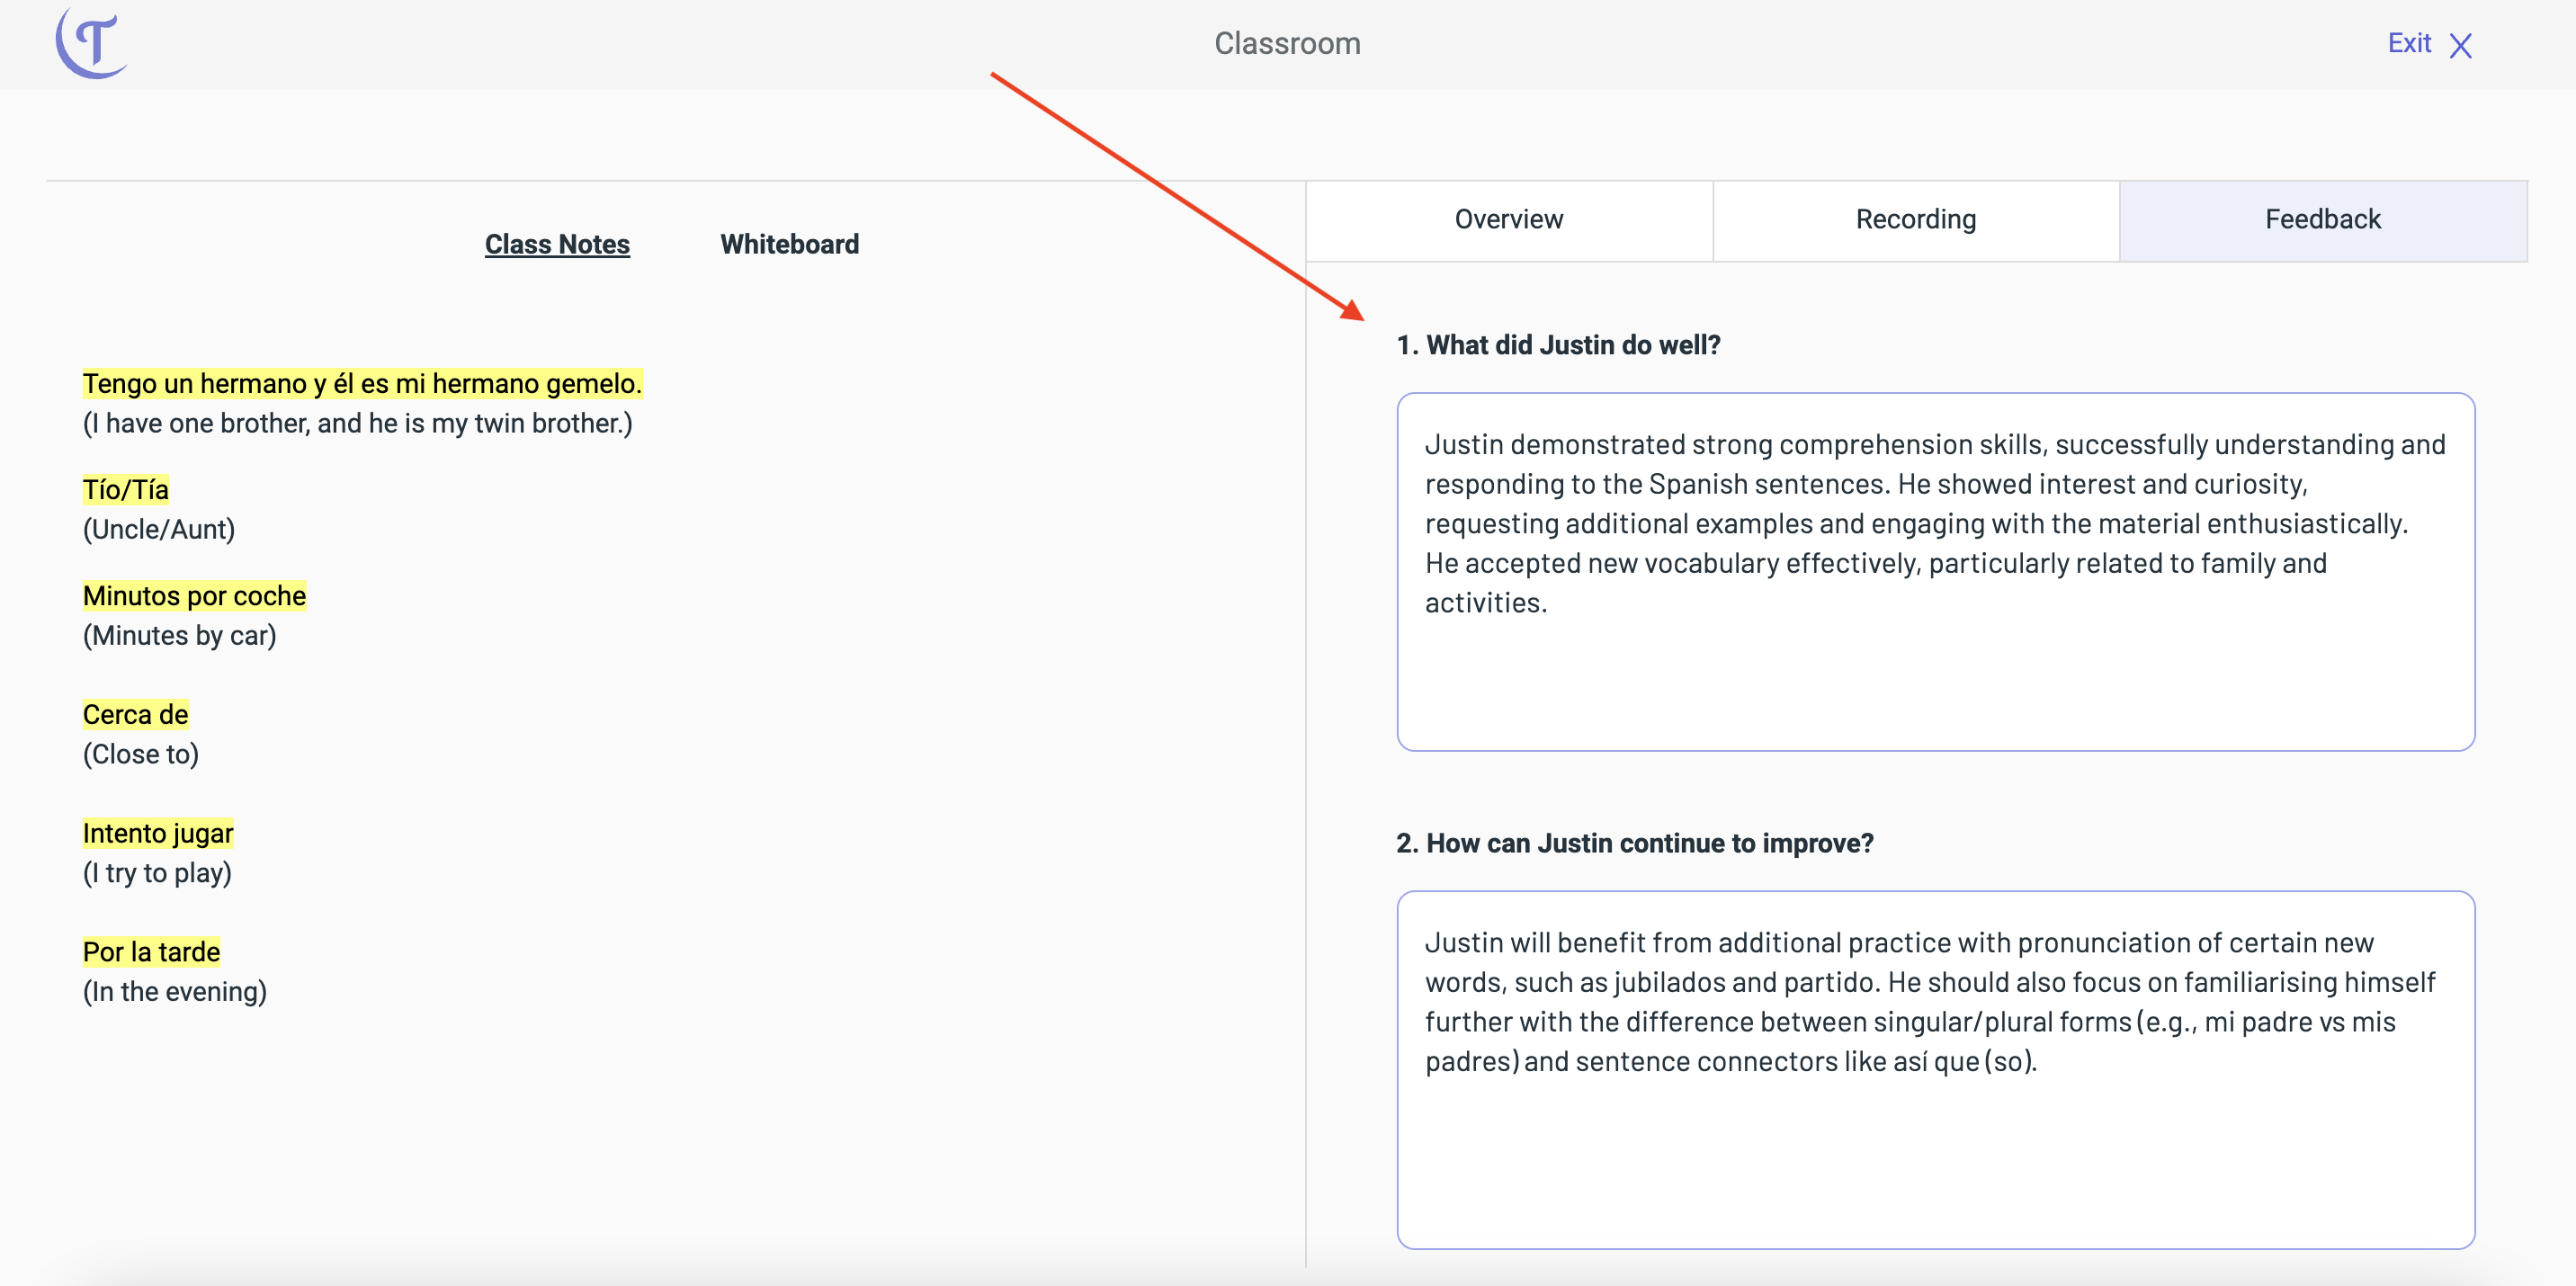 T
Classroom
Exit
Class Notes
Whiteboard
Overview
Recording
Feedback
Tengo un hermano y él es mi hermano gemelo.
(I have one brother, and he is my twin brother.)
Tío/Tía
(Uncle/Aunt)
Minutos por coche
(Minutes by car)
Cerca de
(Close to)
Intento jugar
(I try to play)
Por la tarde
(In the evening)
1. What did Justin do well?
Justin demonstrated strong comprehension skills, successfully understanding and
responding to the Spanish sentences. He showed interest and curiosity,
requesting additional examples and engaging with the material enthusiastically.
He accepted new vocabulary effectively, particularly related to family and
activities.
2. How can Justin continue to improve?
Justin will benefit from additional practice with pronunciation of certain new
words, such as jubilados and partido. He should also focus on familiarising himself
further with the difference between singular/plural forms (e.g., mi padre vs mis
padres) and sentence connectors like así que (so).